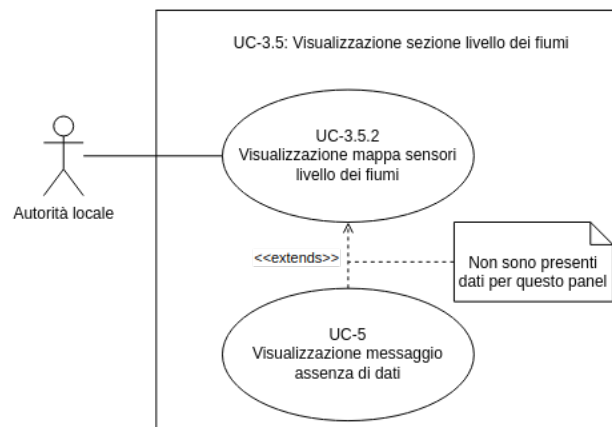 UC-3.5: Visualizzazione sezione livello dei fiumi
UC-3.5.2
Visualizzazione mappa sensori
livello dei fiumi
Autorità locale
<<extends>>
Non sono presenti
dati per questo panel
UC-5
Visualizzazione messaggio
assenza di dati